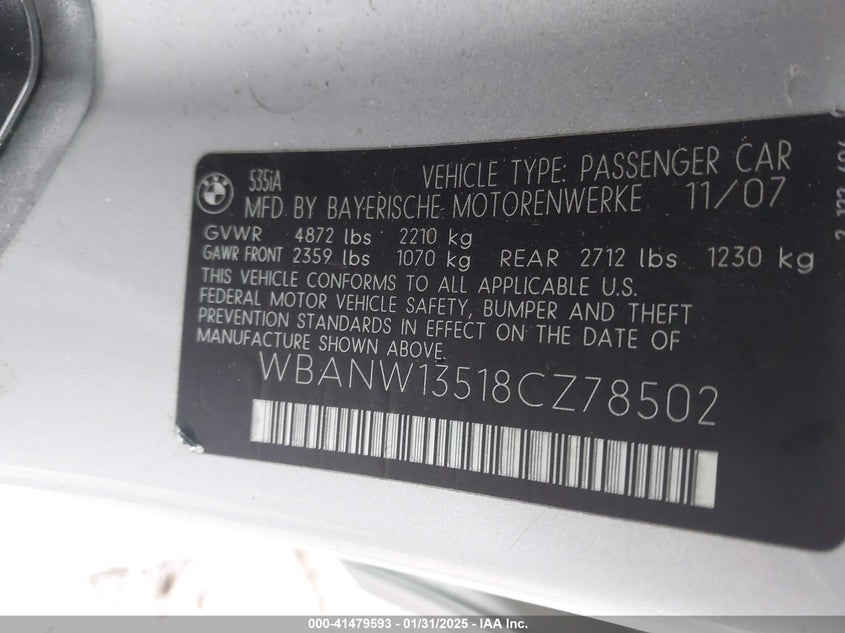 535iA
VEHICLE TYPE: PASSENGER CAR
MFD BY BAYERISCHE MOTORENWERKE 11/07
GVWR 4872 lbs 2210 kg
GAWR FRONT 2359 lbs 1070 kg REAR 2712 lbs 1230 kg
THIS VEHICLE CONFORMS TO ALL APPLICABLE U.S.
FEDERAL MOTOR VEHICLE SAFETY, BUMPER AND THEFT
PREVENTION STANDARDS IN EFFECT ON THE DATE OF
MANUFACTURE SHOWN ABOVE.
WBANW13518CZ78502
000-41479593 - 01/31/2025 - IAA Inc.